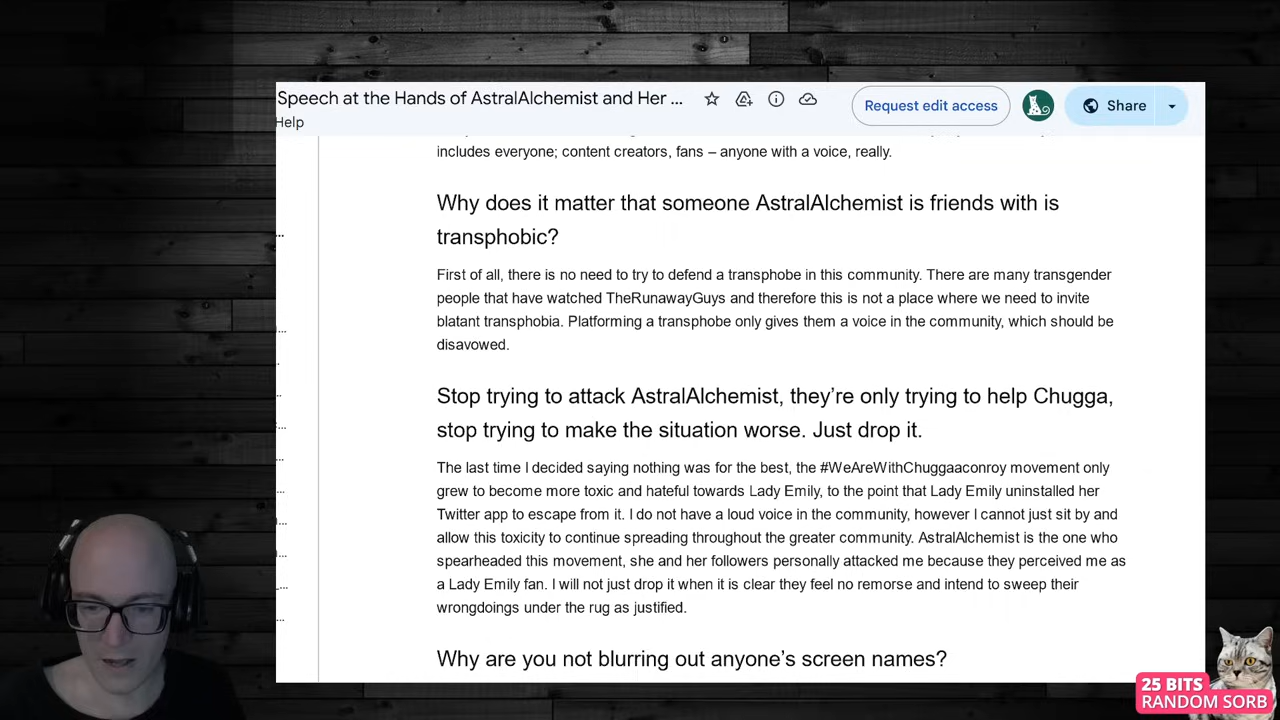 Speech at the Hands of AstralAlchemist and Her ...
Request edit access
Share
Help
includes everyone; content creators, fans – anyone with a voice, really.
Why does it matter that someone AstralAlchemist is friends with is
transphobic?
First of all, there is no need to try to defend a transphobe in this community. There are many transgender
people that have watched TheRunawayGuys and therefore this is not a place where we need to invite
blatant transphobia. Platforming a transphobe only gives them a voice in the community, which should be
disavowed.
Stop trying to attack AstralAlchemist, they're only trying to help Chugga,
stop trying to make the situation worse. Just drop it.
The last time I decided saying nothing was for the best, the #WeAreWithChuggaaconroy movement only
grew to become more toxic and hateful towards Lady Emily, to the point that Lady Emily uninstalled her
Twitter app to escape from it. I do not have a loud voice in the community, however I cannot just sit by and
allow this toxicity to continue spreading throughout the greater community. AstralAlchemist is the one who
spearheaded this movement, she and her followers personally attacked me because they perceived me as
a Lady Emily fan. I will not just drop it when it is clear they feel no remorse and intend to sweep their
wrongdoings under the rug as justified.
Why are you not blurring out anyone's screen names?
25 BITS
RANDOM SORB